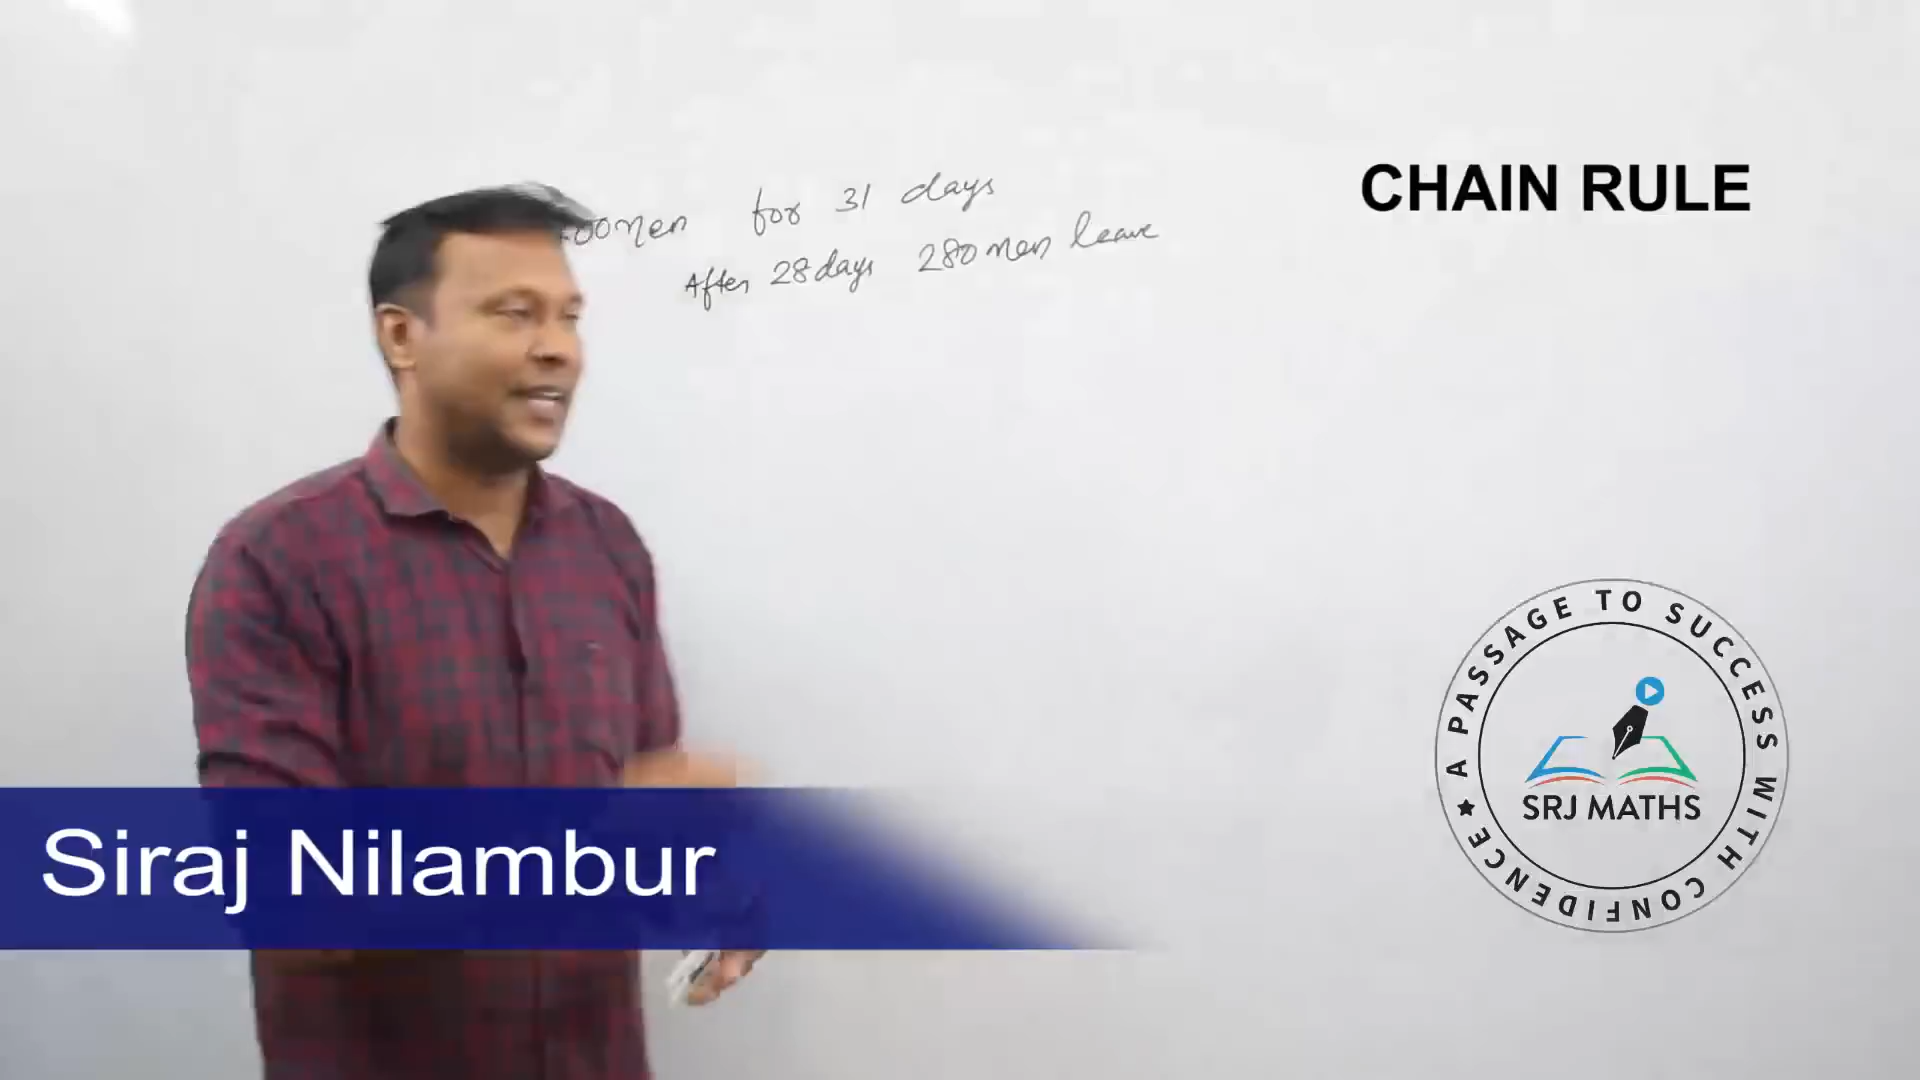 CHAIN RULE
00men for 31 days
After 28 days 280 men leave
A PASSAGE TO SUCCESS WITH CONFIDENCE
SRJ MATHS
Siraj Nilambur